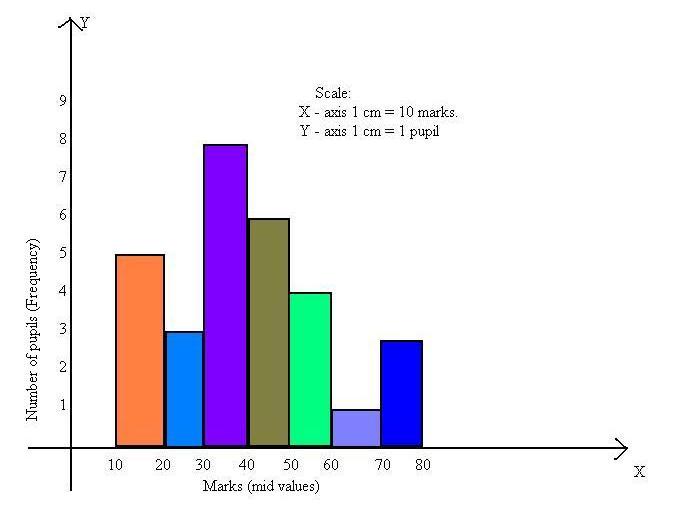 Y
Scale:
X - axis 1 cm = 10 marks.
Y - axis 1 cm = 1 pupil
9
8
7
6
5
4
3
2
1
Number of pupils (Frequency)
10 20 30 40 50 60 70 80
X
Marks (mid values)